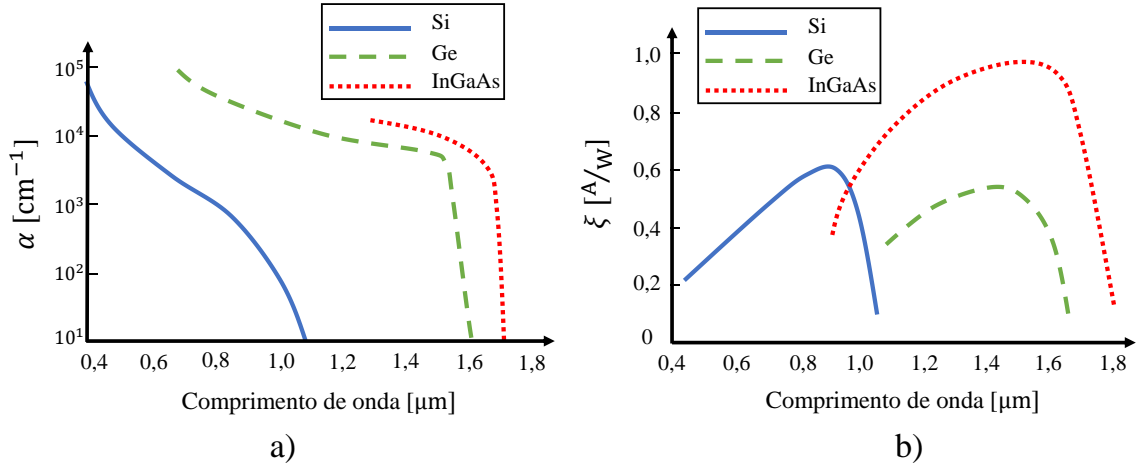 Si
Ge
InGaAs
α [cm⁻¹]
10⁵
10⁴
10³
10²
10¹
0,4 0,6 0,8 1,0 1,2 1,4 1,6 1,8
Comprimento de onda [µm]
a)
Si
Ge
InGaAs
ξ [A/w]
1,0
0,8
0,6
0,4
0,2
0
0,4 0,6 0,8 1,0 1,2 1,4 1,6 1,8
Comprimento de onda [µm]
b)